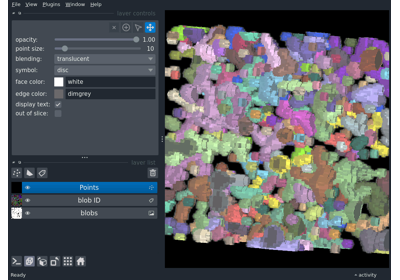 File View Plugins Window Help
layer controls
opacity: 1.00
point size: 10
blending: translucent
symbol: disc
face color: white
edge color: dimgrey
display text:
out of slice:
layer list
Points
blob ID
blobs
Ready
activity